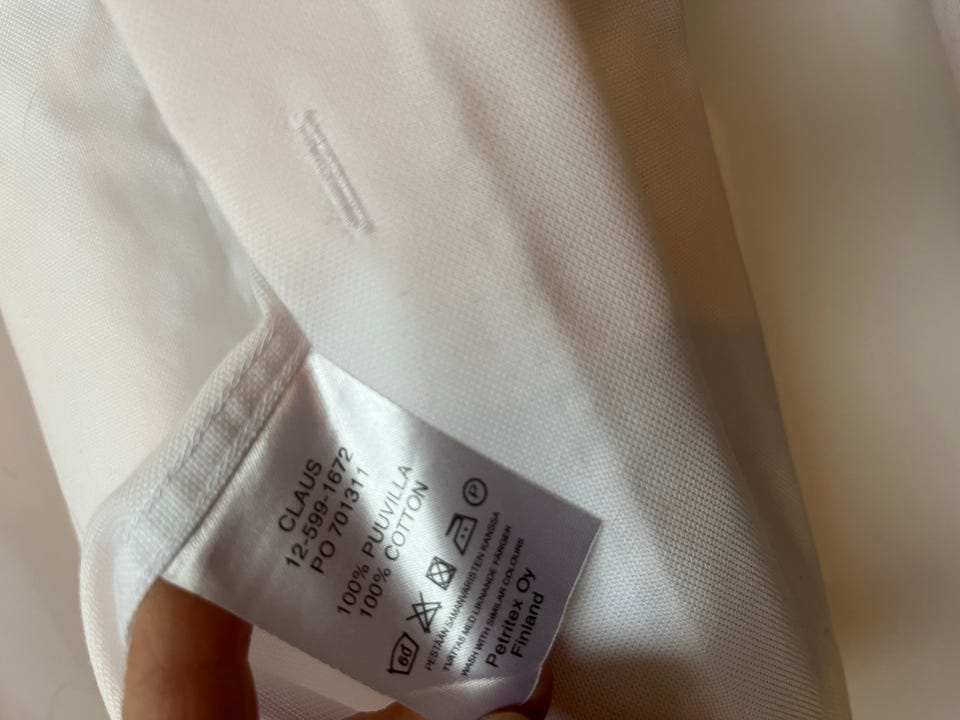 CLAUS
12-599-1672
PO 701311
100% PUUVILLA
100% COTTON
P
PESTÄÄN SAMANVÄRISTEN KANSSA
TVÄTTAS MED LIKNANDE FÄRGER
WASH WITH SIMILAR COLOURS
Petritex Oy
Finland